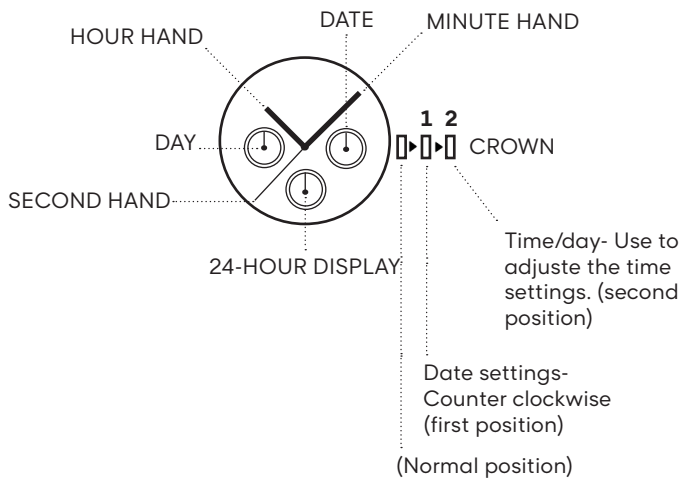 DATE
MINUTE HAND
HOUR HAND
1 2
DAY
CROWN
SECOND HAND
24-HOUR DISPLAY
Time/day- Use to
adjuste the time
settings. (second
position)
Date settings-
Counter clockwise
(first position)
(Normal position)